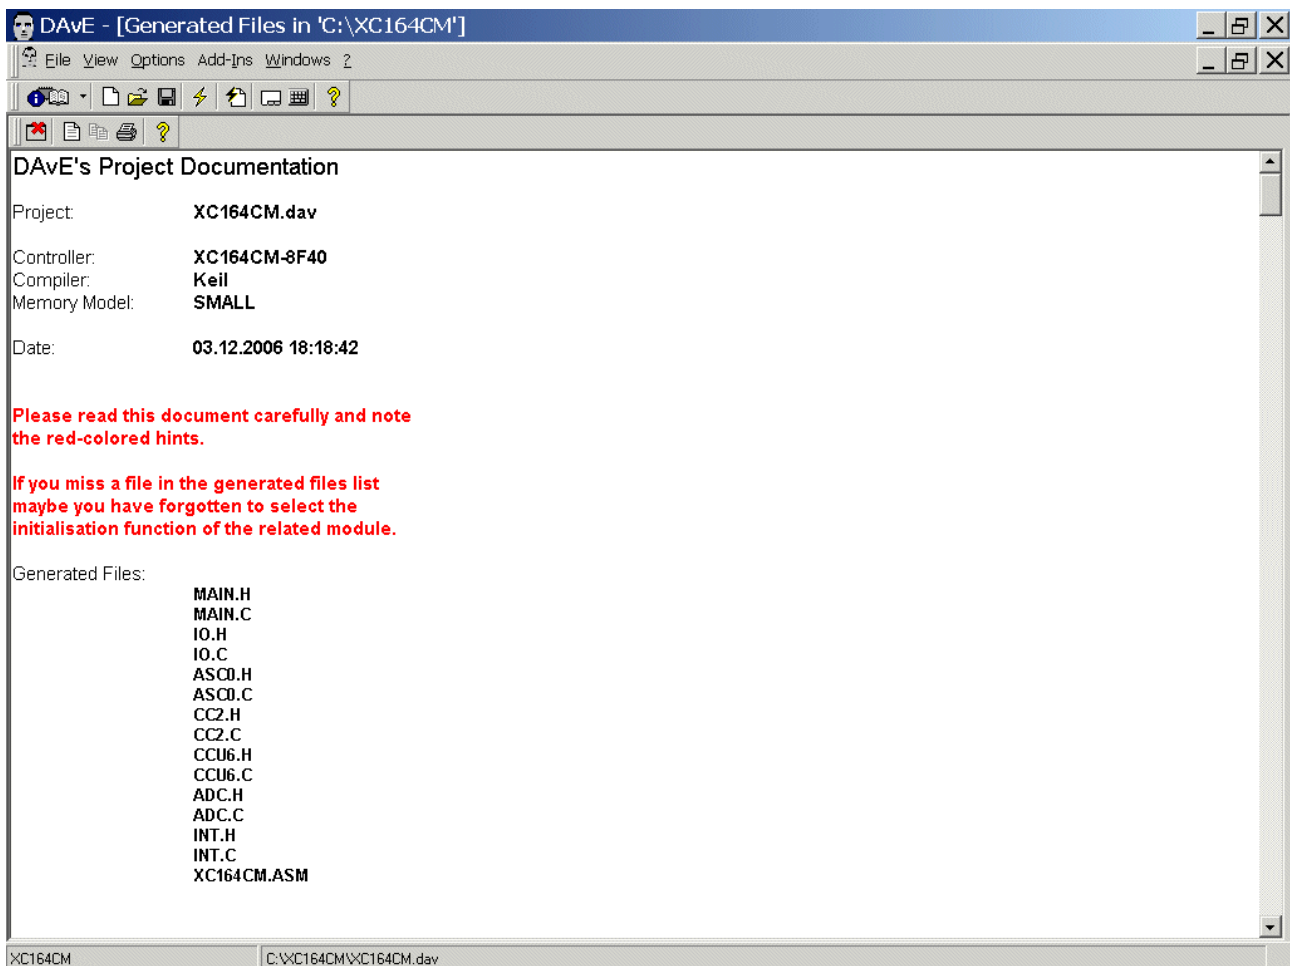 DAvE - [Generated Files in 'C:\XC164CM']
File View Options Add-Ins Windows ?
DAvE's Project Documentation
Project: XC164CM.dav
Controller: XC164CM-8F40
Compiler: Keil
Memory Model: SMALL
Date: 03.12.2006 18:18:42
Please read this document carefully and note
the red-colored hints.
If you miss a file in the generated files list
maybe you have forgotten to select the
initialisation function of the related module.
Generated Files:
MAIN.H
MAIN.C
IO.H
IO.C
ASC0.H
ASC0.C
CC2.H
CC2.C
CCU6.H
CCU6.C
ADC.H
ADC.C
INT.H
INT.C
XC164CM.ASM
XC164CM C:\XC164CM\XC164CM.dav